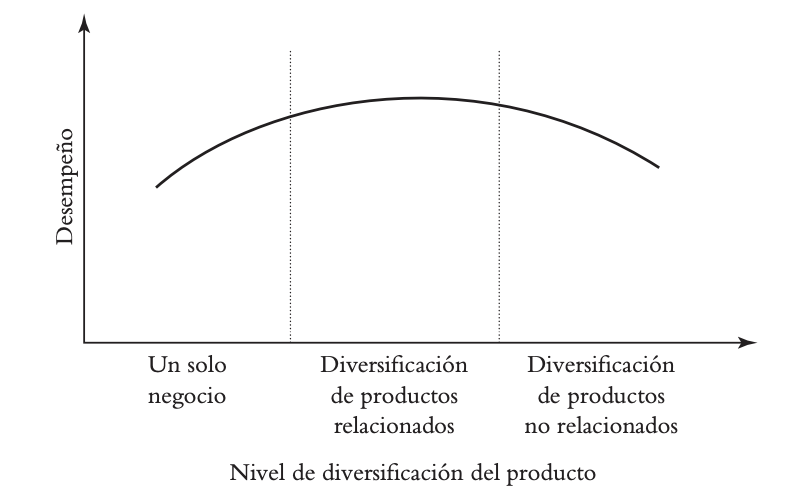 Desempeño
Un solo
negocio
Diversificación
de productos
relacionados
Diversificación
de productos
no relacionados
Nivel de diversificación del producto